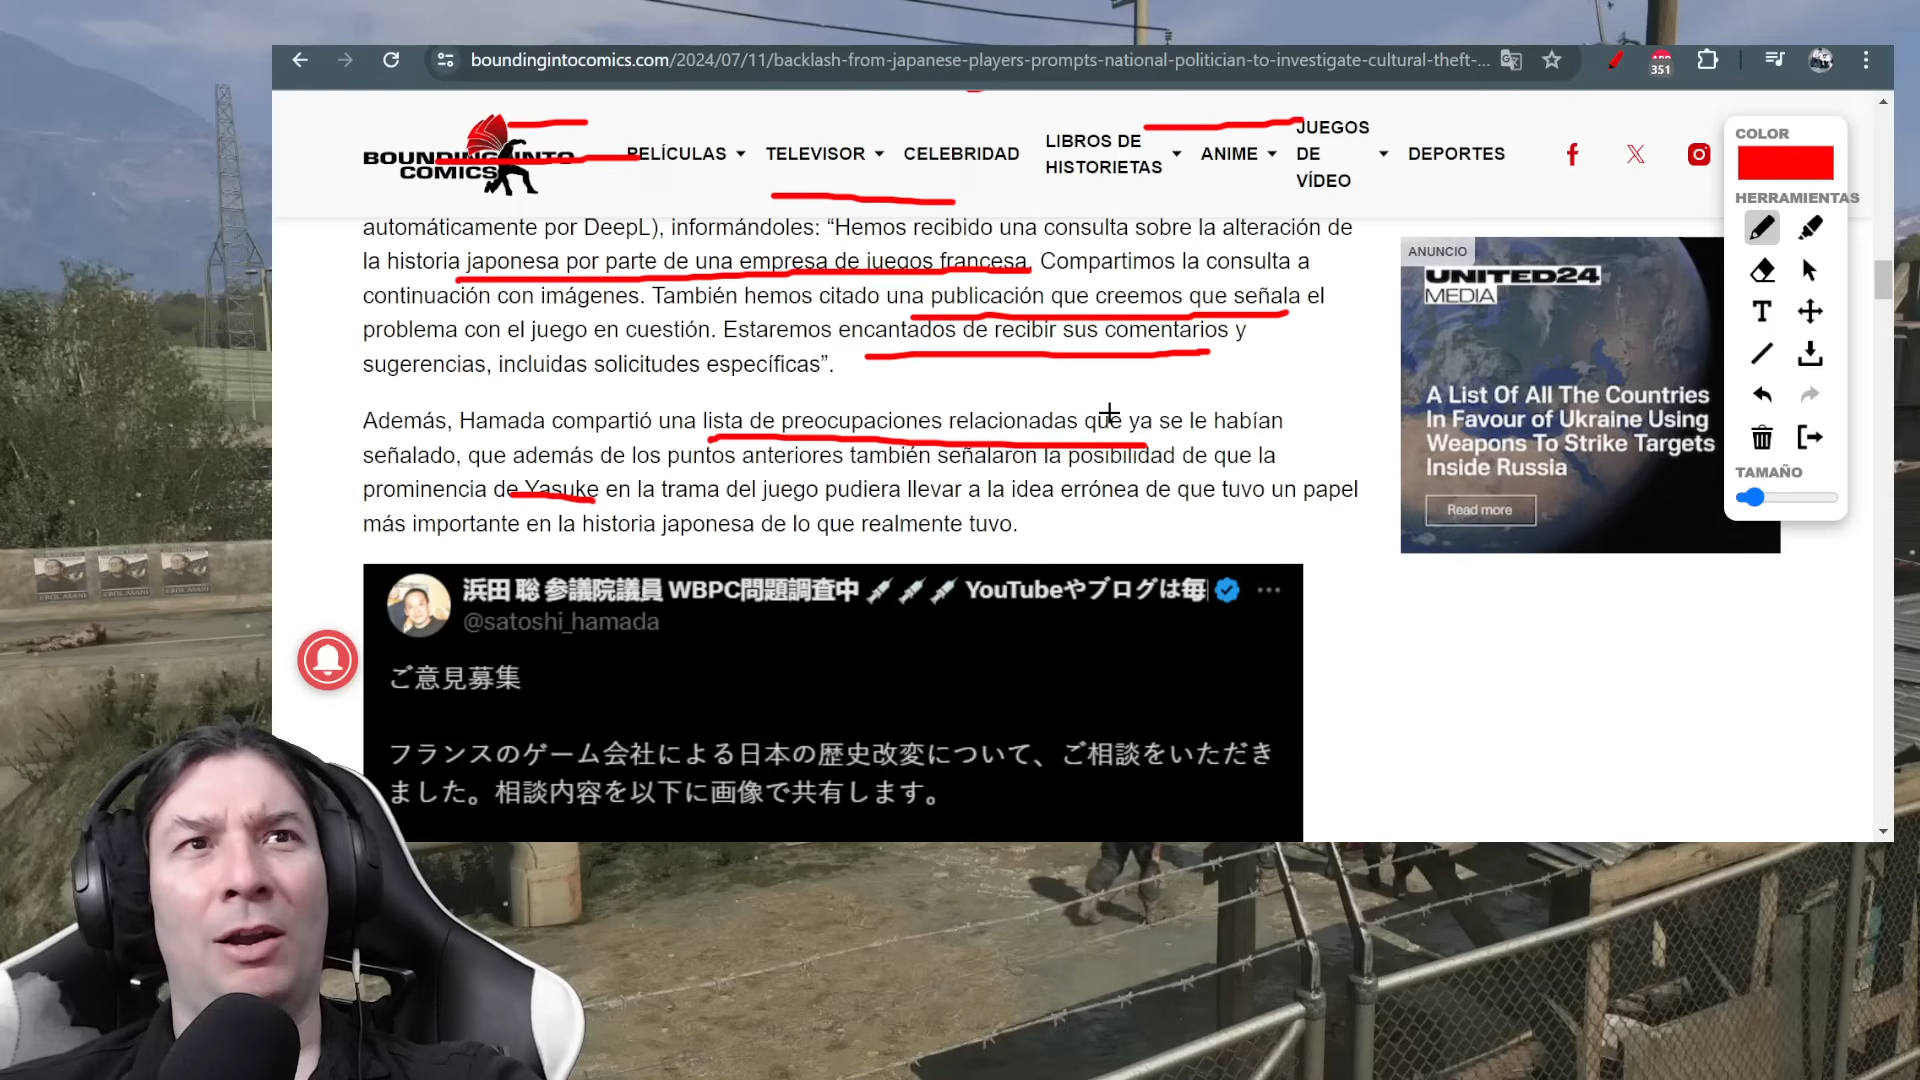 boundingintocomics.com/2024/07/11/backlash-from-japanese-players-prompts-national-politician-to-investigate-cultural-theft-...
351
BOUNDING INTO
COMICS
PELÍCULAS
TELEVISOR
CELEBRIDAD
LIBROS DE
HISTORIETAS
ANIME
JUEGOS
DE
VÍDEO
DEPORTES
automáticamente por DeepL), informándoles: “Hemos recibido una consulta sobre la alteración de
la historia japonesa por parte de una empresa de juegos francesa. Compartimos la consulta a
continuación con imágenes. También hemos citado una publicación que creemos que señala el
problema con el juego en cuestión. Estaremos encantados de recibir sus comentarios y
sugerencias, incluidas solicitudes específicas”.
Además, Hamada compartió una lista de preocupaciones relacionadas que ya se le habían
señalado, que además de los puntos anteriores también señalaron la posibilidad de que la
prominencia de Yasuke en la trama del juego pudiera llevar a la idea errónea de que tuvo un papel
más importante en la historia japonesa de lo que realmente tuvo.
浜田 聡 参議院議員 WBPC問題調査中 YouTubeやブログは毎
@satoshi_hamada
ご意見募集
フランスのゲーム会社による日本の歴史改変について、ご相談をいただき
ました。相談内容を以下に画像で共有します。
ANUNCIO
UNITED24
MEDIA
A List Of All The Countries
In Favour of Ukraine Using
Weapons To Strike Targets
Inside Russia
Read more
COLOR
HERRAMIENTAS
T
TAMAÑO